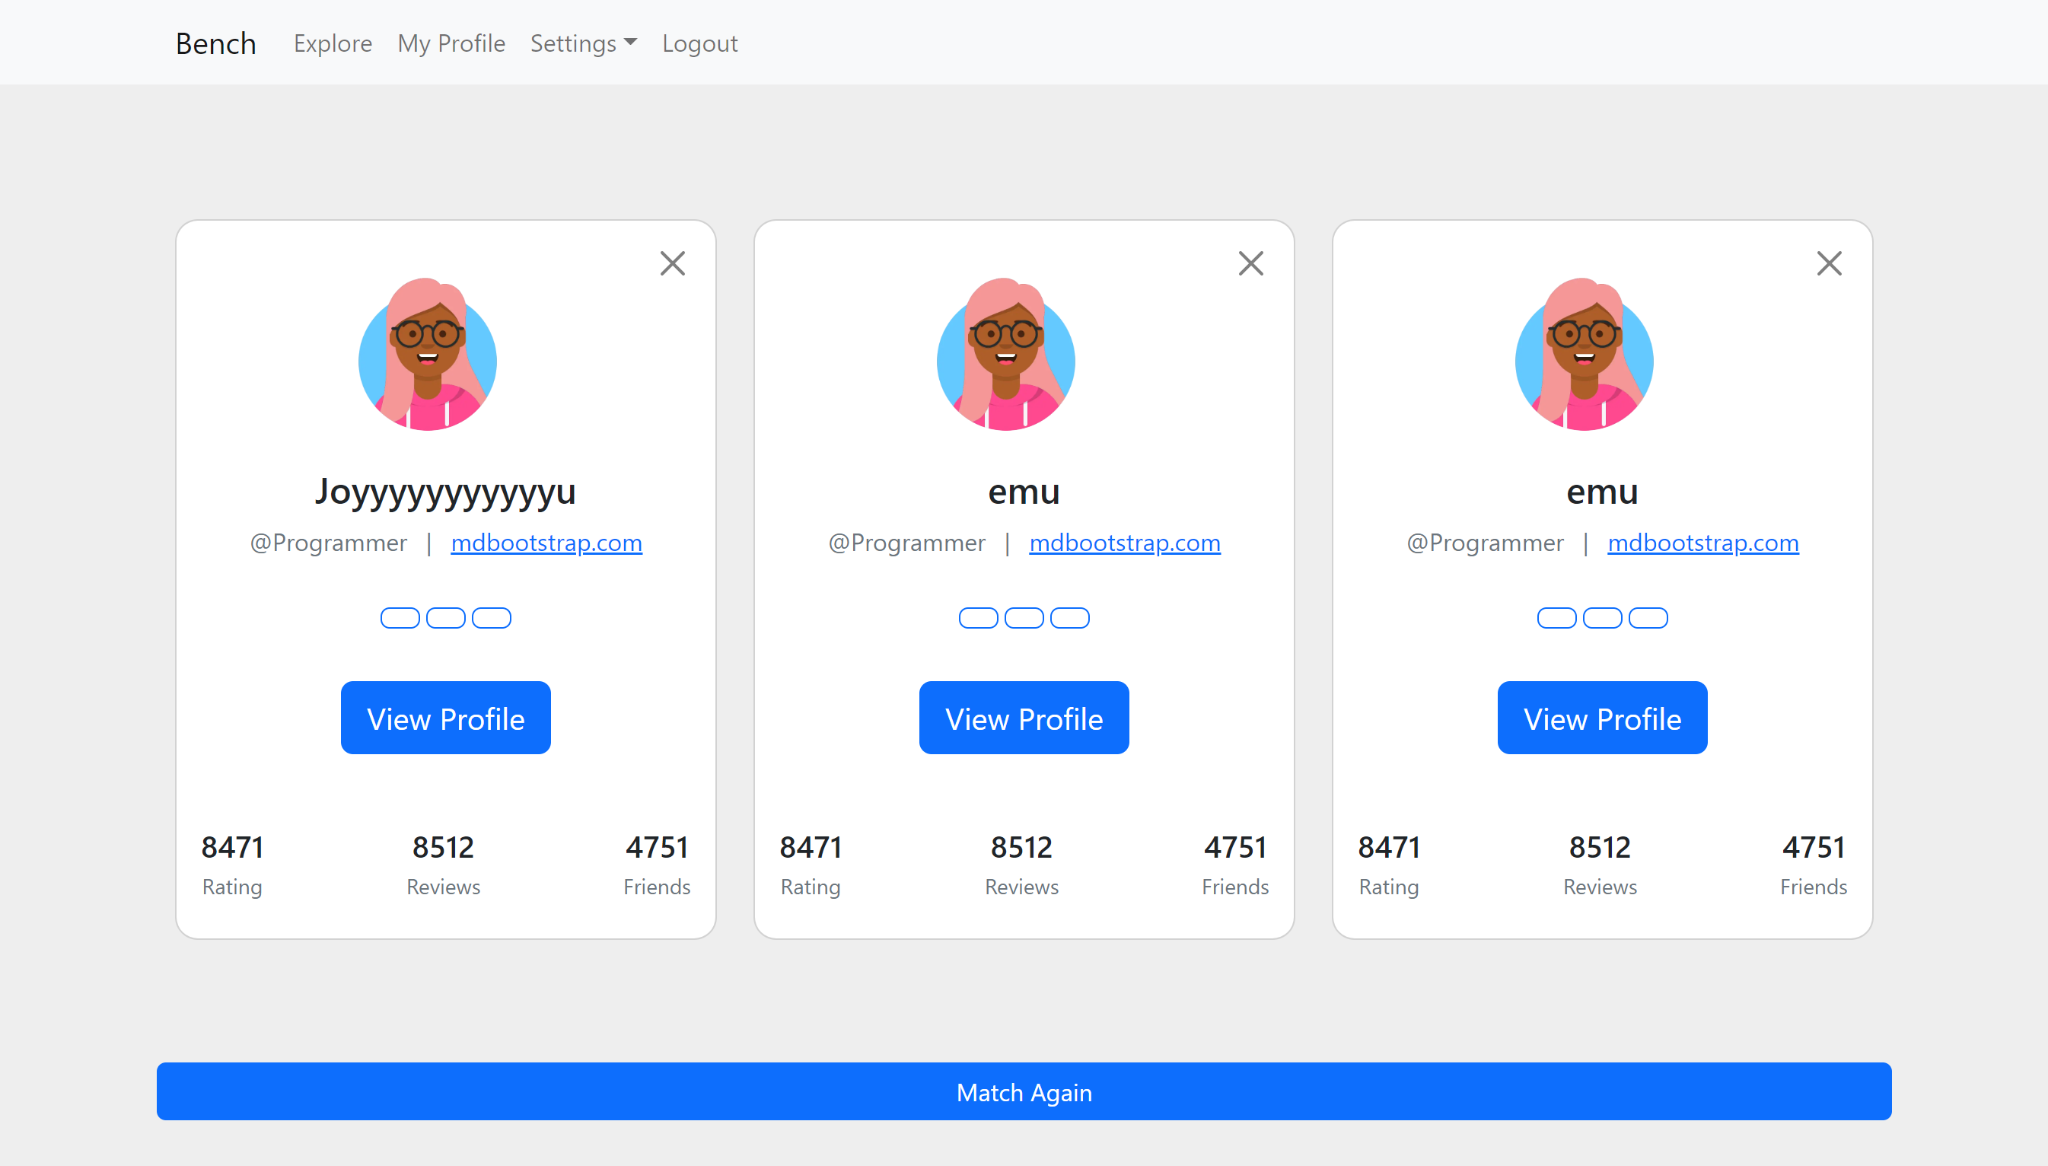 Bench Explore My Profile Settings Logout
Joyyyyyyyyyyyu
@Programmer | mdbootstrap.com
View Profile
8471 8512 4751
Rating Reviews Friends
emu
@Programmer | mdbootstrap.com
View Profile
8471 8512 4751
Rating Reviews Friends
emu
@Programmer | mdbootstrap.com
View Profile
8471 8512 4751
Rating Reviews Friends
Match Again